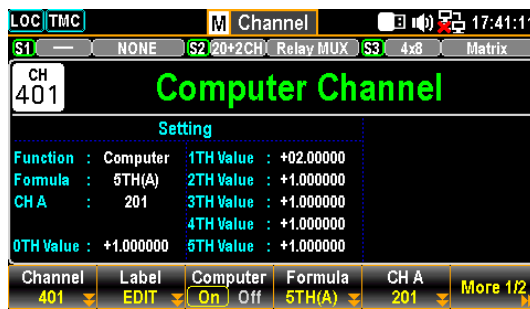 LOC TMC M Channel 17:41:1
S1 — NONE S2 20+2CH Relay MUX S3 4x8 Matrix
CH
401 Computer Channel
Setting
Function : Computer 1TH Value : +02.00000
Formula : 5TH(A) 2TH Value : +1.000000
CH A : 201 3TH Value : +1.000000
4TH Value : +1.000000
0TH Value : +1.000000 5TH Value : +1.000000
Channel Label Computer Formula CH A More 1/2
401 EDIT On Off 5TH(A) 201